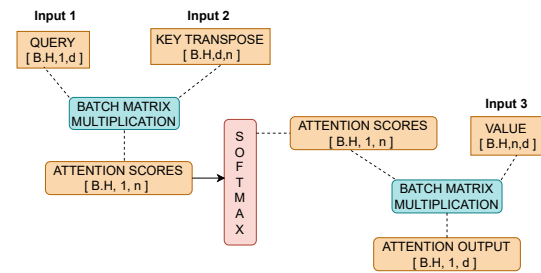 Input 1
QUERY
[ B.H,1,d ]
Input 2
KEY TRANSPOSE
[ B.H,d,n ]
BATCH MATRIX
MULTIPLICATION
ATTENTION SCORES
[ B.H, 1, n ]
SOFTMAX
ATTENTION SCORES
[ B.H, 1, n ]
Input 3
VALUE
[ B.H,n,d ]
BATCH MATRIX
MULTIPLICATION
ATTENTION OUTPUT
[ B.H, 1, d ]